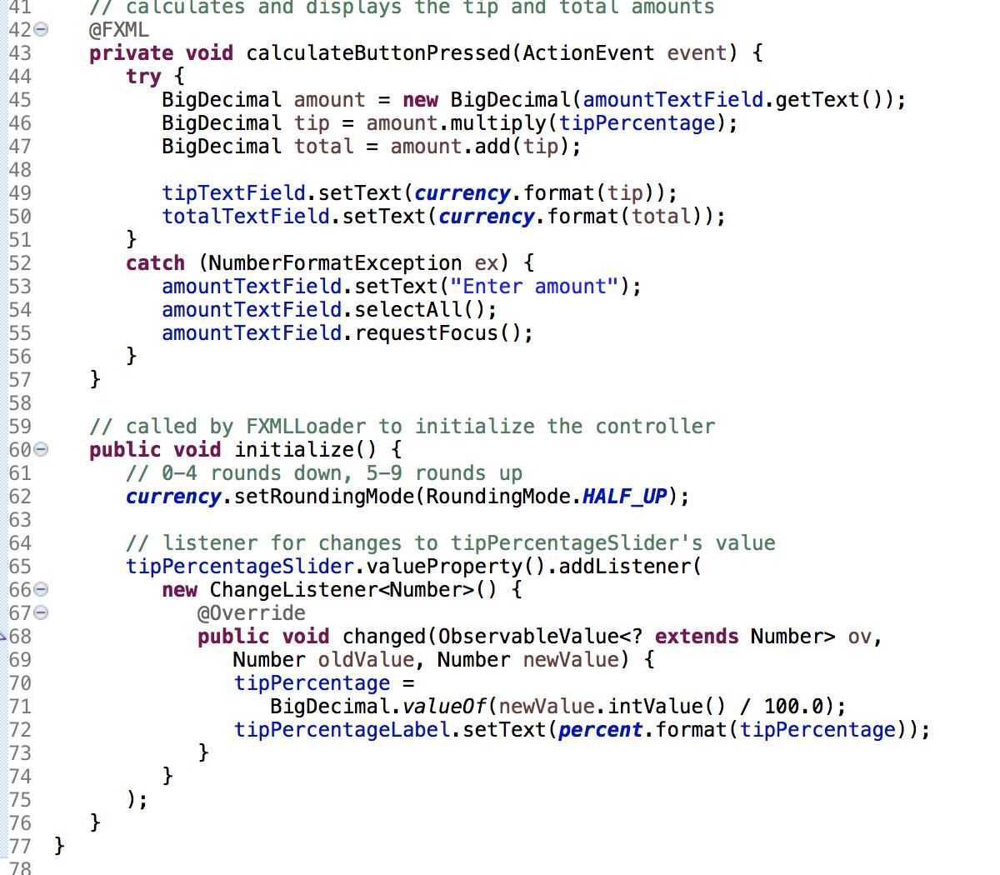 41 // calculates and displays the tip and total amounts
42 @FXML
43 private void calculateButtonPressed(ActionEvent event) {
44 try {
45 BigDecimal amount = new BigDecimal(amountTextField.getText());
46 BigDecimal tip = amount.multiply(tipPercentage);
47 BigDecimal total = amount.add(tip);
48
49 tipTextField.setText(currency.format(tip));
50 totalTextField.setText(currency.format(total));
51 }
52 catch (NumberFormatException ex) {
53 amountTextField.setText("Enter amount");
54 amountTextField.selectAll();
55 amountTextField.requestFocus();
56 }
57 }
58
59 // called by FXMLLoader to initialize the controller
60 public void initialize() {
61 // 0–4 rounds down, 5–9 rounds up
62 currency.setRoundingMode(RoundingMode.HALF_UP);
63
64 // listener for changes to tipPercentageSlider's value
65 tipPercentageSlider.valueProperty().addListener(
66 new ChangeListener<Number>() {
67 @Override
68 public void changed(ObservableValue<? extends Number> ov,
69 Number oldValue, Number newValue) {
70 tipPercentage =
71 BigDecimal.valueOf(newValue.intValue() / 100.0);
72 tipPercentageLabel.setText(percent.format(tipPercentage));
73 }
74 }
75 );
76 }
77 }
78